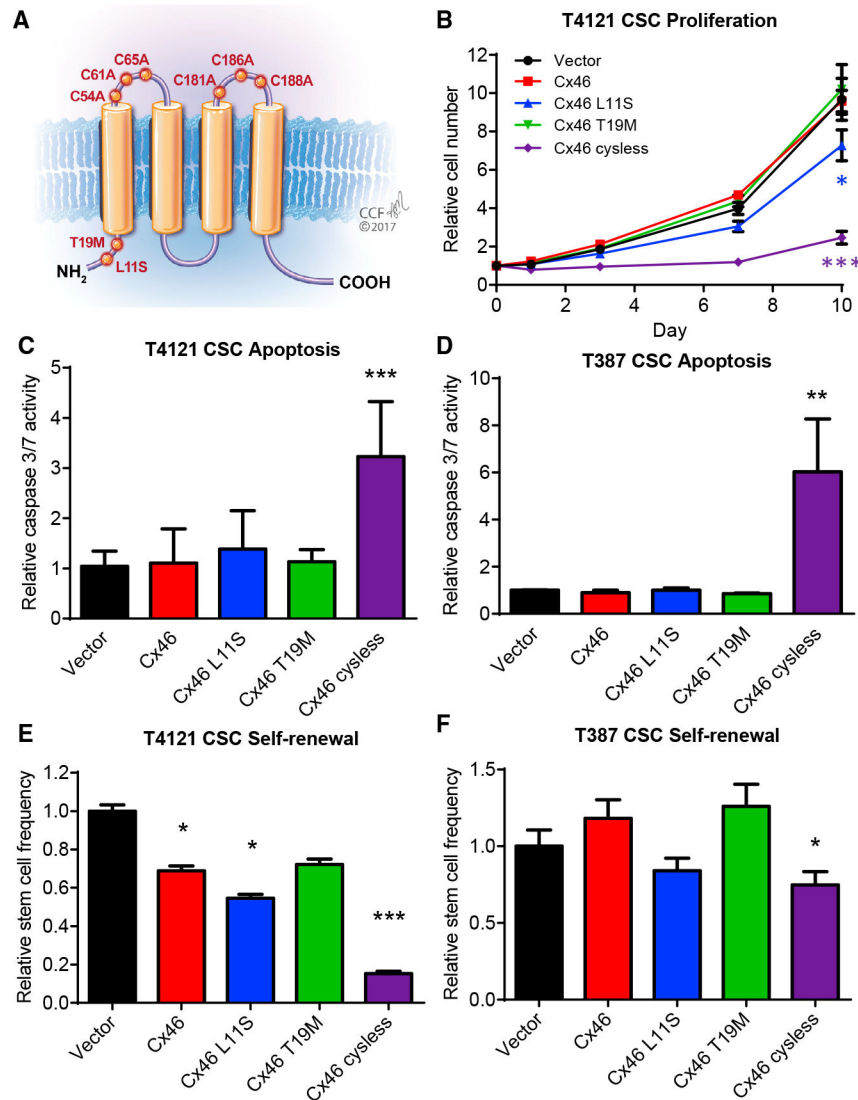 A
C65A
C61A
C54A
C186A
C181A
C188A
T19M
L11S
NH2
COOH
CCF
©2017
B
T4121 CSC Proliferation
Relative cell number
12
10
8
6
4
2
0
0
2
4
6
8
10
Day
Vector
Cx46
Cx46 L11S
Cx46 T19M
Cx46 cysless
*
***
C
T4121 CSC Apoptosis
Relative caspase 3/7 activity
5
4
3
2
1
0
***
Vector
Cx46
Cx46 L11S
Cx46 T19M
Cx46 cysless
D
T387 CSC Apoptosis
Relative caspase 3/7 activity
10
8
6
4
2
0
**
Vector
Cx46
Cx46 L11S
Cx46 T19M
Cx46 cysless
E
T4121 CSC Self-renewal
Relative stem cell frequency
1.2
1.0
0.8
0.6
0.4
0.2
0.0
*
*
***
Vector
Cx46
Cx46 L11S
Cx46 T19M
Cx46 cysless
F
T387 CSC Self-renewal
Relative stem cell frequency
1.5
1.0
0.5
0.0
*
Vector
Cx46
Cx46 L11S
Cx46 T19M
Cx46 cysless